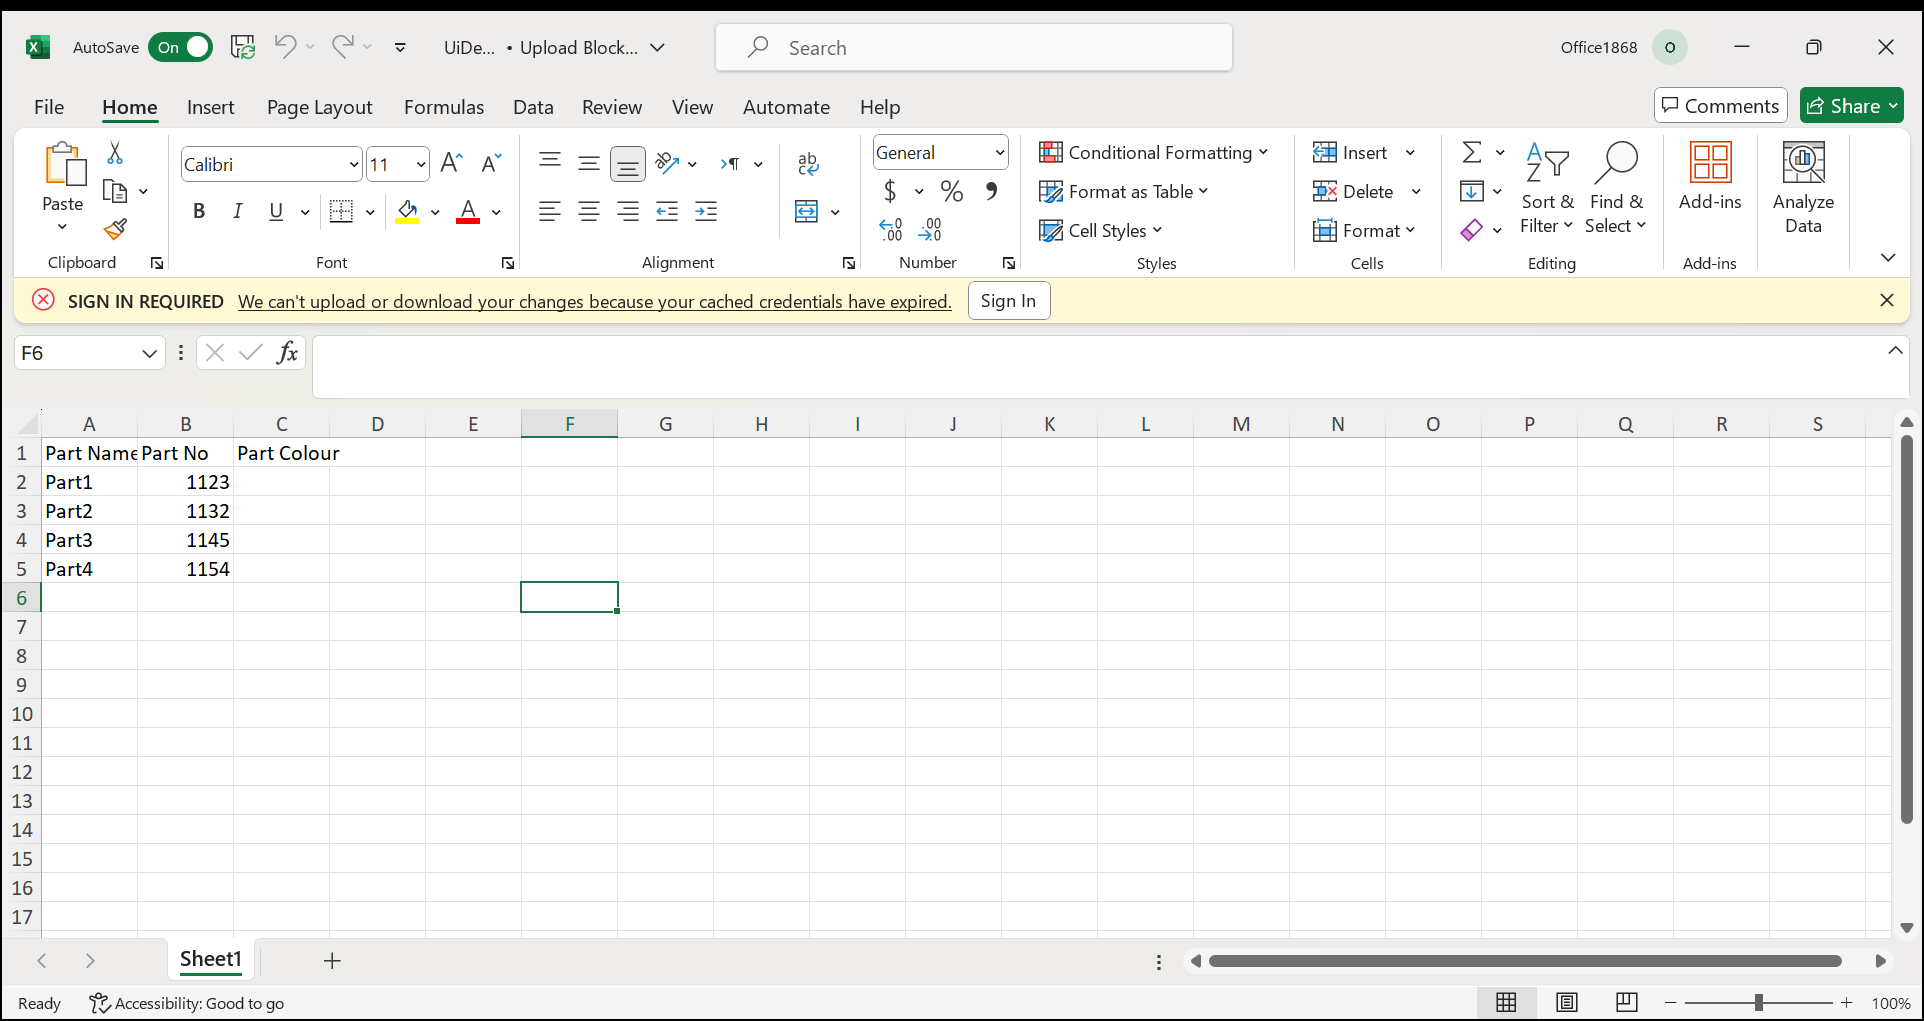 AutoSave On UiDe... • Upload Block... Search Office1868 O
File Home Insert Page Layout Formulas Data Review View Automate Help Comments Share
Calibri 11 General Conditional Formatting Insert
Paste B I U $ % Format as Table Delete Sort & Filter Find & Select Add-ins Analyze Data
Cell Styles Format
Clipboard Font Alignment Number Styles Cells Editing Add-ins
SIGN IN REQUIRED We can't upload or download your changes because your cached credentials have expired. Sign In
F6 fx
A B C D E F G H I J K L M N O P Q R S
1 Part Name Part No Part Colour
2 Part1 1123
3 Part2 1132
4 Part3 1145
5 Part4 1154
6
7
8
9
10
11
12
13
14
15
16
17
Sheet1
Ready Accessibility: Good to go 100%